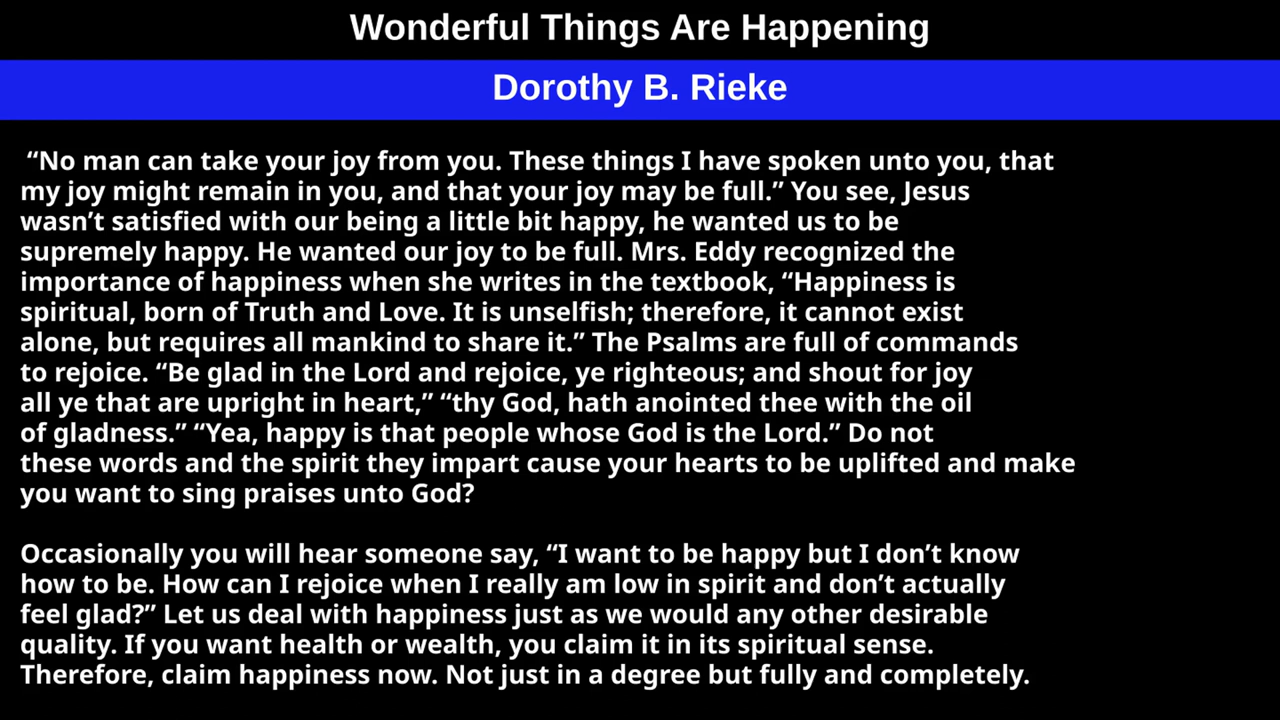 Wonderful Things Are Happening
Dorothy B. Rieke
“No man can take your joy from you. These things I have spoken unto you, that
my joy might remain in you, and that your joy may be full.” You see, Jesus
wasn’t satisfied with our being a little bit happy, he wanted us to be
supremely happy. He wanted our joy to be full. Mrs. Eddy recognized the
importance of happiness when she writes in the textbook, “Happiness is
spiritual, born of Truth and Love. It is unselfish; therefore, it cannot exist
alone, but requires all mankind to share it.” The Psalms are full of commands
to rejoice. “Be glad in the Lord and rejoice, ye righteous; and shout for joy
all ye that are upright in heart,” “thy God, hath anointed thee with the oil
of gladness.” “Yea, happy is that people whose God is the Lord.” Do not
these words and the spirit they impart cause your hearts to be uplifted and make
you want to sing praises unto God?
Occasionally you will hear someone say, “I want to be happy but I don’t know
how to be. How can I rejoice when I really am low in spirit and don’t actually
feel glad?” Let us deal with happiness just as we would any other desirable
quality. If you want health or wealth, you claim it in its spiritual sense.
Therefore, claim happiness now. Not just in a degree but fully and completely.